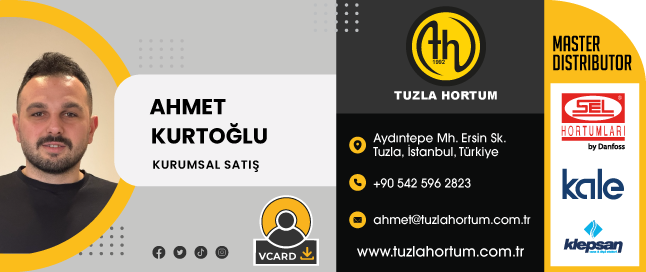 AHMET
KURTOĞLU
KURUMSAL SATIŞ
VCARD
th
1992
TUZLA HORTUM
Aydıntepe Mh. Ersin Sk.
Tuzla, İstanbul, Türkiye
+90 542 596 2823
ahmet@tuzlahortum.com.tr
www.tuzlahortum.com.tr
MASTER
DISTRIBUTOR
SEL®
HORTUMLARI
by Danfoss
kale
klepsan